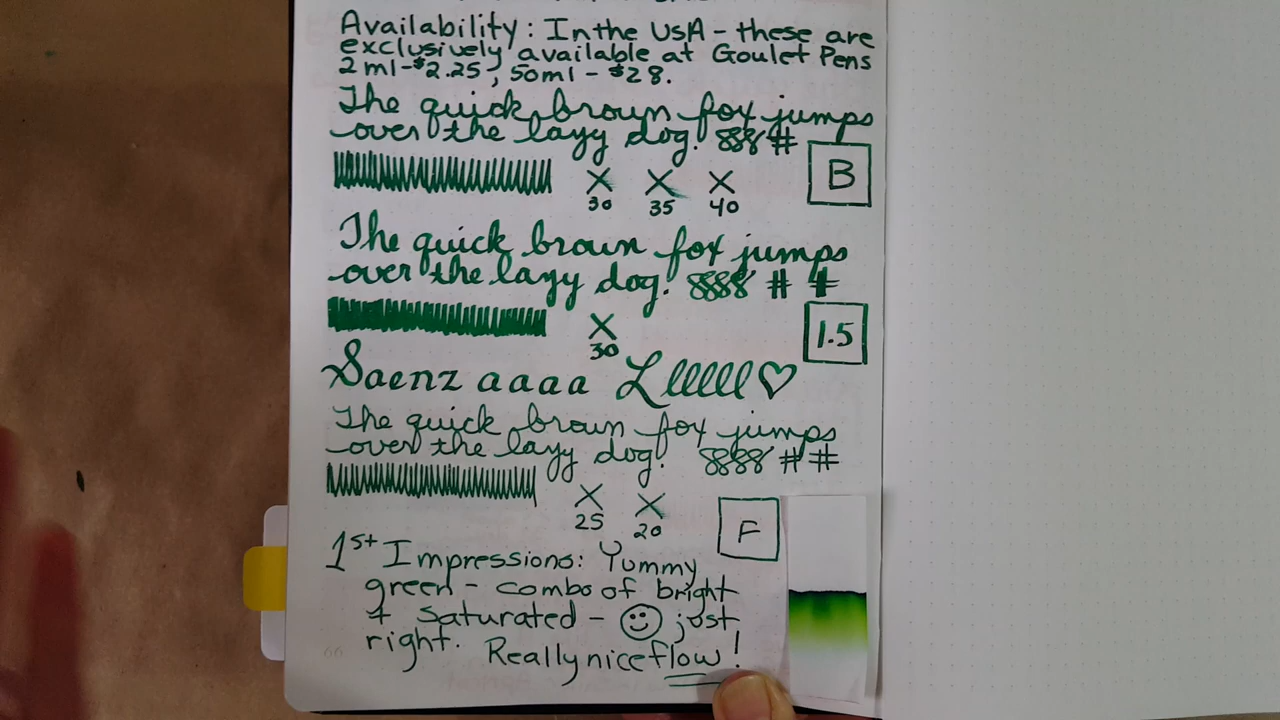 Availability: In the USA - these are
exclusively available at Goulet Pens
2ml-$2.25, 50ml - $28.
The quick brown fox jumps
over the lazy dog! 888 #
B
X X X
30 35 40
The quick brown fox jumps
over the lazy dog! 8888 # #
X
30
1.5
Saenz aaaa Llllll ♡
The quick brown fox jumps
over the lazy dog! 8888 # #
X X
25 20
F
1st Impressions: Yummy
green - combo of bright
+ saturated - ☺ just
right. Really nice flow!